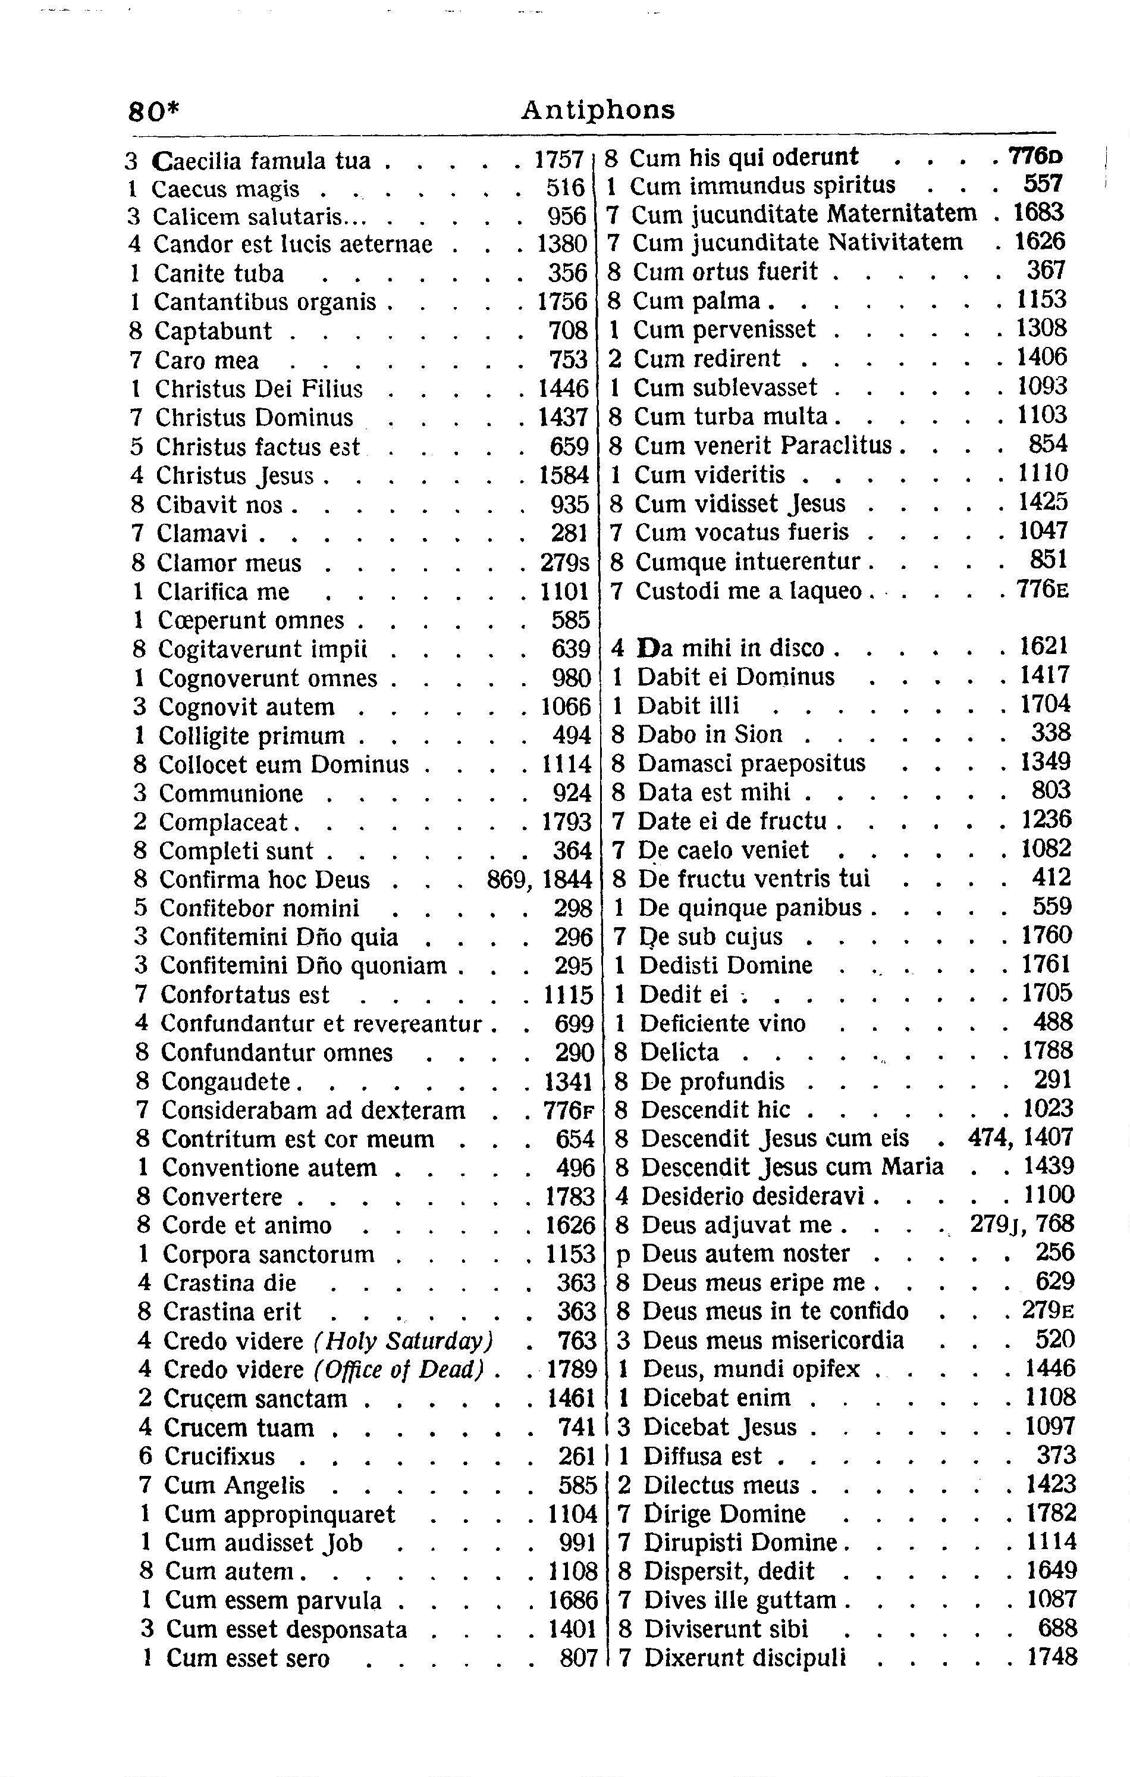 80* Antiphons
3 Caecilia famula tua . . . . . 1757
1 Caecus magis . . . . . . . 516
3 Calicem salutaris... . . . . . 956
4 Candor est lucis aeternae . . . 1380
1 Canite tuba . . . . . . . 356
1 Cantantibus organis . . . . . 1756
8 Captabunt . . . . . . . . 708
7 Caro mea . . . . . . . . 753
1 Christus Dei Filius . . . . . 1446
7 Christus Dominus . . . . . 1437
5 Christus factus est . . . . . 659
4 Christus Jesus . . . . . . . 1584
8 Cibavit nos . . . . . . . . 935
7 Clamavi . . . . . . . . . 281
8 Clamor meus . . . . . . . 279s
1 Clarifica me . . . . . . . 1101
1 Cœperunt omnes . . . . . . 585
8 Cogitaverunt impii . . . . . 639
1 Cognoverunt omnes . . . . . 980
3 Cognovit autem . . . . . . 1066
1 Colligite primum . . . . . . 494
8 Collocet eum Dominus . . . . 1114
3 Communione . . . . . . . 924
2 Complaceat . . . . . . . . 1793
8 Completi sunt . . . . . . . 364
8 Confirma hoc Deus . . . 869, 1844
5 Confitebor nomini . . . . . 298
3 Confitemini Dño quia . . . . 296
3 Confitemini Dño quoniam . . . 295
7 Confortatus est . . . . . . 1115
4 Confundantur et revereantur . . 699
8 Confundantur omnes . . . . 290
8 Congaudete . . . . . . . . 1341
7 Considerabam ad dexteram . . 776F
8 Contritum est cor meum . . . 654
1 Conventione autem . . . . . 496
8 Convertere . . . . . . . . 1783
8 Corde et animo . . . . . . 1626
1 Corpora sanctorum . . . . . 1153
4 Crastina die . . . . . . . 363
8 Crastina erit . . . . . . . 363
4 Credo videre (Holy Saturday) . 763
4 Credo videre (Office of Dead) . . 1789
2 Crucem sanctam . . . . . . 1461
4 Crucem tuam . . . . . . . 741
6 Crucifixus . . . . . . . . 261
7 Cum Angelis . . . . . . . 585
1 Cum appropinquaret . . . . 1104
1 Cum audisset Job . . . . . 991
8 Cum autem . . . . . . . . 1108
1 Cum essem parvula . . . . . 1686
3 Cum esset desponsata . . . . 1401
1 Cum esset sero . . . . . . 807
8 Cum his qui oderunt . . . . 776D
1 Cum immundus spiritus . . . 557
7 Cum jucunditate Maternitatem . 1683
7 Cum jucunditate Nativitatem . 1626
8 Cum ortus fuerit . . . . . . 367
8 Cum palma . . . . . . . . 1153
1 Cum pervenisset . . . . . . 1308
2 Cum redirent . . . . . . . 1406
1 Cum sublevasset . . . . . . 1093
8 Cum turba multa . . . . . . 1103
8 Cum venerit Paraclitus . . . . 854
1 Cum videritis . . . . . . . 1110
8 Cum vidisset Jesus . . . . . 1425
7 Cum vocatus fueris . . . . . 1047
8 Cumque intuerentur . . . . . 851
7 Custodi me a laqueo . . . . . 776E
4 Da mihi in disco . . . . . . 1621
1 Dabit ei Dominus . . . . . 1417
1 Dabit illi . . . . . . . . 1704
8 Dabo in Sion . . . . . . . 338
8 Damasci praepositus . . . . 1349
8 Data est mihi . . . . . . . 803
7 Date ei de fructu . . . . . . 1236
7 De caelo veniet . . . . . . 1082
8 De fructu ventris tui . . . . 412
1 De quinque panibus . . . . . 559
7 De sub cujus . . . . . . . 1760
1 Dedisti Domine . . . . . . 1761
1 Dedit ei . . . . . . . . . 1705
1 Deficiente vino . . . . . . 488
8 Delicta . . . . . . . . . 1788
8 De profundis . . . . . . . 291
8 Descendit hic . . . . . . . 1023
8 Descendit Jesus cum eis . 474, 1407
8 Descendit Jesus cum Maria . . 1439
4 Desiderio desideravi . . . . . 1100
8 Deus adjuvat me . . . . 279J, 768
p Deus autem noster . . . . . 256
8 Deus meus eripe me . . . . . 629
8 Deus meus in te confido . . . 279E
3 Deus meus misericordia . . . 520
1 Deus, mundi opifex . . . . . 1446
1 Dicebat enim . . . . . . . 1108
3 Dicebat Jesus . . . . . . . 1097
1 Diffusa est . . . . . . . . 373
2 Dilectus meus . . . . . . . 1423
7 Dirige Domine . . . . . . 1782
7 Dirupisti Domine . . . . . . 1114
8 Dispersit, dedit . . . . . . 1649
7 Dives ille guttam . . . . . . 1087
8 Diviserunt sibi . . . . . . 688
7 Dixerunt discipuli . . . . . 1748